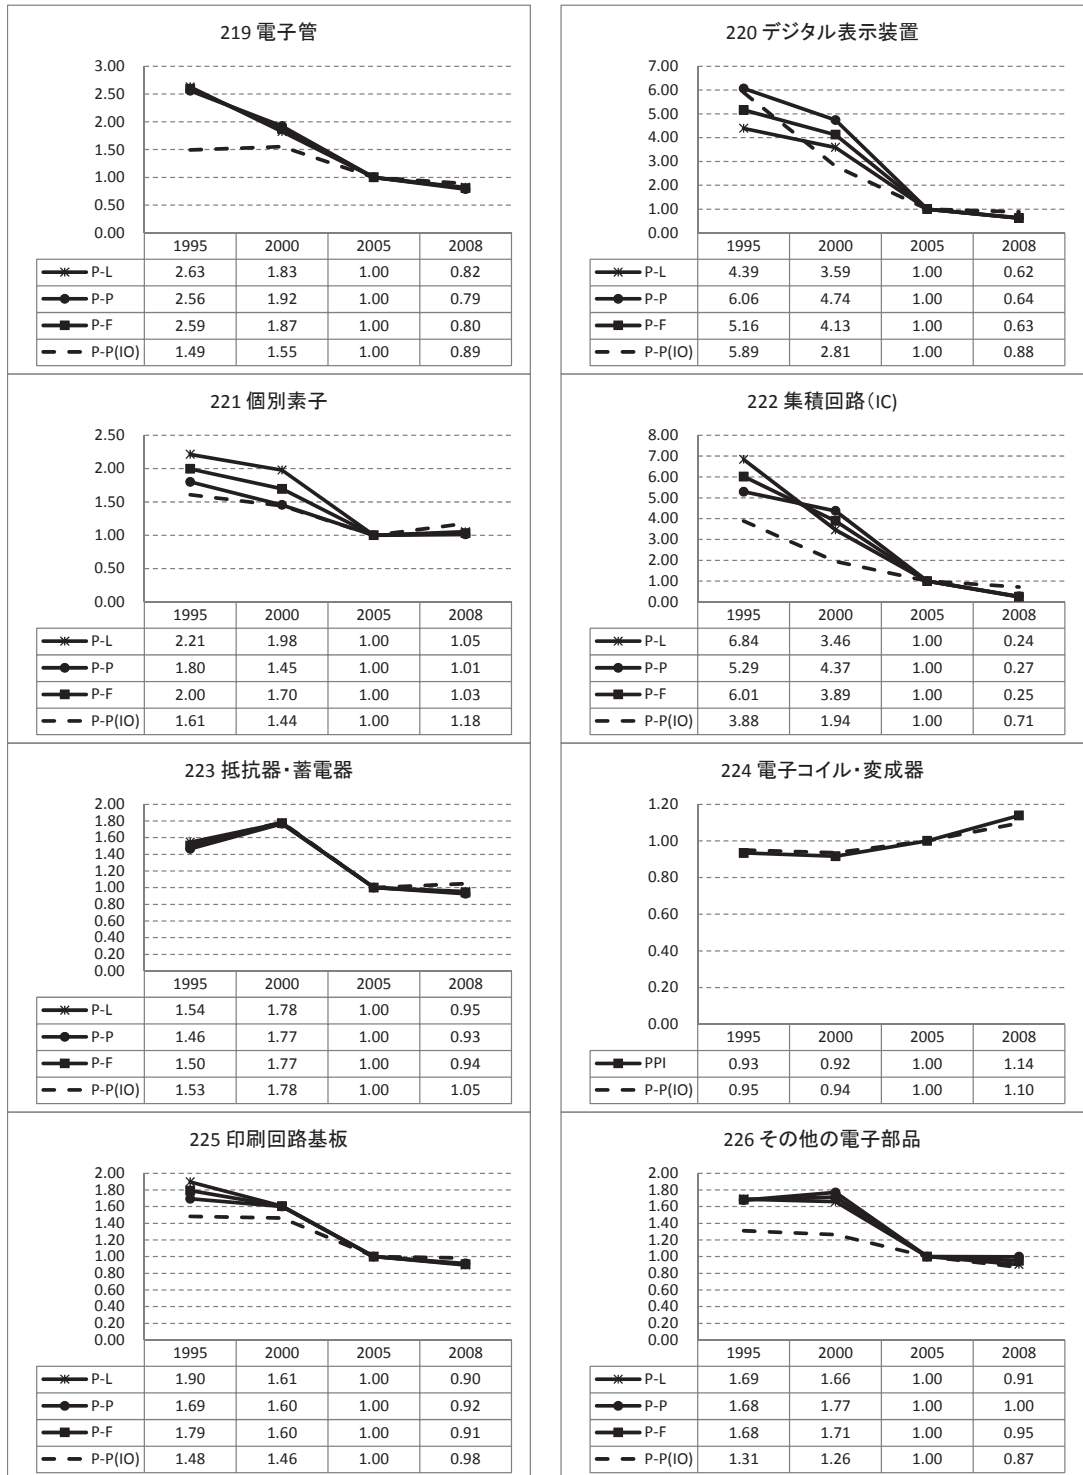 219 電子管
3.00
2.50
2.00
1.50
1.00
0.50
0.00
1995 2000 2005 2008
P-L 2.63 1.83 1.00 0.82
P-P 2.56 1.92 1.00 0.79
P-F 2.59 1.87 1.00 0.80
P-P(IO) 1.49 1.55 1.00 0.89
220 デジタル表示装置
7.00
6.00
5.00
4.00
3.00
2.00
1.00
0.00
1995 2000 2005 2008
P-L 4.39 3.59 1.00 0.62
P-P 6.06 4.74 1.00 0.64
P-F 5.16 4.13 1.00 0.63
P-P(IO) 5.89 2.81 1.00 0.88
221 個別素子
2.50
2.00
1.50
1.00
0.50
0.00
1995 2000 2005 2008
P-L 2.21 1.98 1.00 1.05
P-P 1.80 1.45 1.00 1.01
P-F 2.00 1.70 1.00 1.03
P-P(IO) 1.61 1.44 1.00 1.18
222 集積回路(IC)
8.00
7.00
6.00
5.00
4.00
3.00
2.00
1.00
0.00
1995 2000 2005 2008
P-L 6.84 3.46 1.00 0.24
P-P 5.29 4.37 1.00 0.27
P-F 6.01 3.89 1.00 0.25
P-P(IO) 3.88 1.94 1.00 0.71
223 抵抗器・蓄電器
2.00
1.80
1.60
1.40
1.20
1.00
0.80
0.60
0.40
0.20
0.00
1995 2000 2005 2008
P-L 1.54 1.78 1.00 0.95
P-P 1.46 1.77 1.00 0.93
P-F 1.50 1.77 1.00 0.94
P-P(IO) 1.53 1.78 1.00 1.05
224 電子コイル・変成器
1.20
1.00
0.80
0.60
0.40
0.20
0.00
1995 2000 2005 2008
PPI 0.93 0.92 1.00 1.14
P-P(IO) 0.95 0.94 1.00 1.10
225 印刷回路基板
2.00
1.80
1.60
1.40
1.20
1.00
0.80
0.60
0.40
0.20
0.00
1995 2000 2005 2008
P-L 1.90 1.61 1.00 0.90
P-P 1.69 1.60 1.00 0.92
P-F 1.79 1.60 1.00 0.91
P-P(IO) 1.48 1.46 1.00 0.98
226 その他の電子部品
2.00
1.80
1.60
1.40
1.20
1.00
0.80
0.60
0.40
0.20
0.00
1995 2000 2005 2008
P-L 1.69 1.66 1.00 0.91
P-P 1.68 1.77 1.00 1.00
P-F 1.68 1.71 1.00 0.95
P-P(IO) 1.31 1.26 1.00 0.87